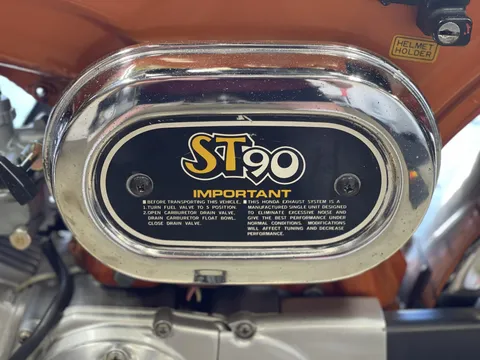 HELMET
HOLDER
ST90
IMPORTANT
■ BEFORE TRANSPORTING THIS VEHICLE.
1.TURN FUEL VALVE TO S POSITION.
2.OPEN CARBURETOR DRAIN VALVE,
DRAIN CARBURETOR FLOAT BOWL,
CLOSE DRAIN VALVE.
■ THIS HONDA EXHAUST SYSTEM IS A
MANUFACTURED SINGLE UNIT DESIGNED
TO ELIMINATE EXCESSIVE NOISE AND
GIVE THE BEST PERFORMANCE UNDER
NORMAL CONDITIONS. MODIFICATIONS
WILL AFFECT TUNING AND DECREASE
PERFORMANCE.